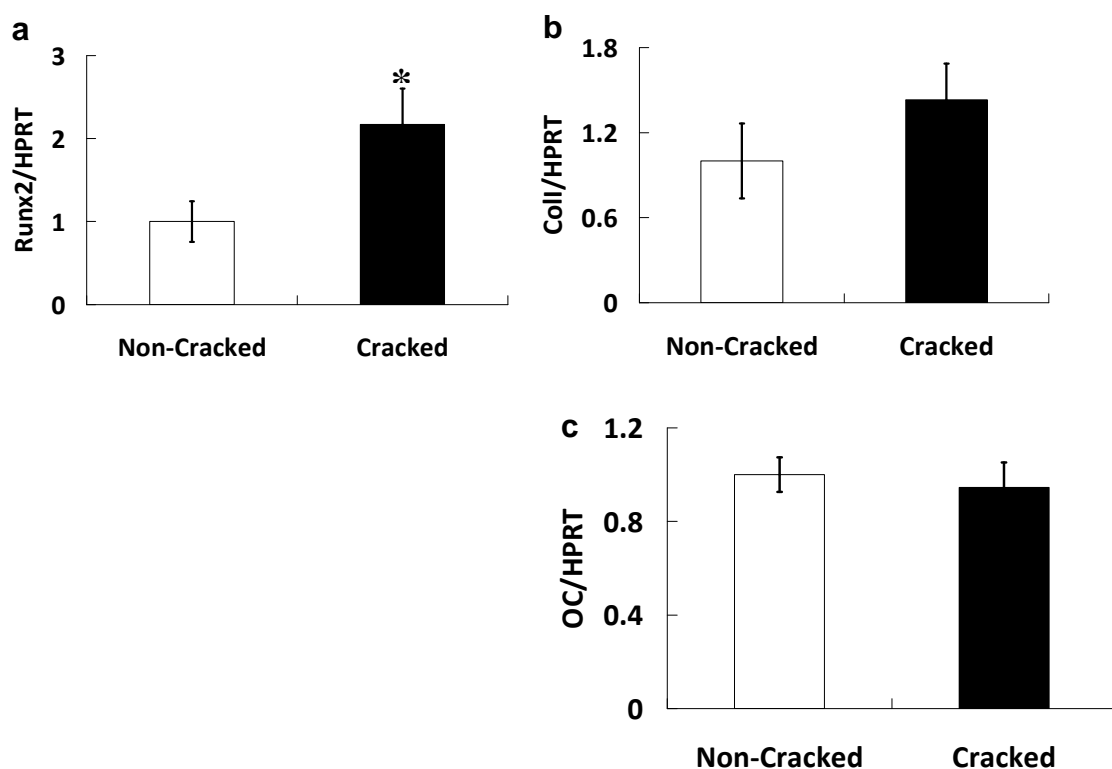 a
3
2
1
0
Runx2/HPRT
*
Non-Cracked Cracked
b
1.8
1.2
0.6
0
ColI/HPRT
Non-Cracked Cracked
c
1.2
0.8
0.4
0
OC/HPRT
Non-Cracked Cracked